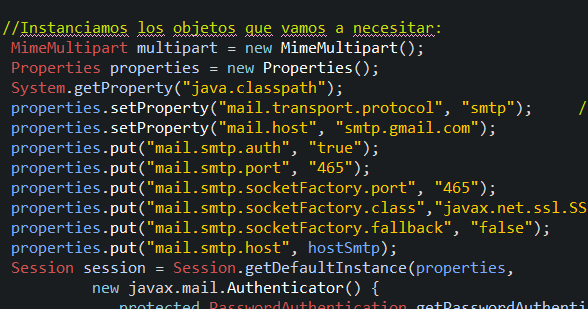 //Instanciamos los objetos que vamos a necesitar:
MimeMultipart multipart = new MimeMultipart();
Properties properties = new Properties();
System.getProperty("java.classpath");
properties.setProperty("mail.transport.protocol", "smtp"); /
properties.setProperty("mail.host", "smtp.gmail.com");
properties.put("mail.smtp.auth", "true");
properties.put("mail.smtp.port", "465");
properties.put("mail.smtp.socketFactory.port", "465");
properties.put("mail.smtp.socketFactory.class","javax.net.ssl.SS
properties.put("mail.smtp.socketFactory.fallback", "false");
properties.put("mail.smtp.host", hostSmtp);
Session session = Session.getDefaultInstance(properties,
new javax.mail.Authenticator() {
protected PasswordAuthentication getPasswordAuthenti